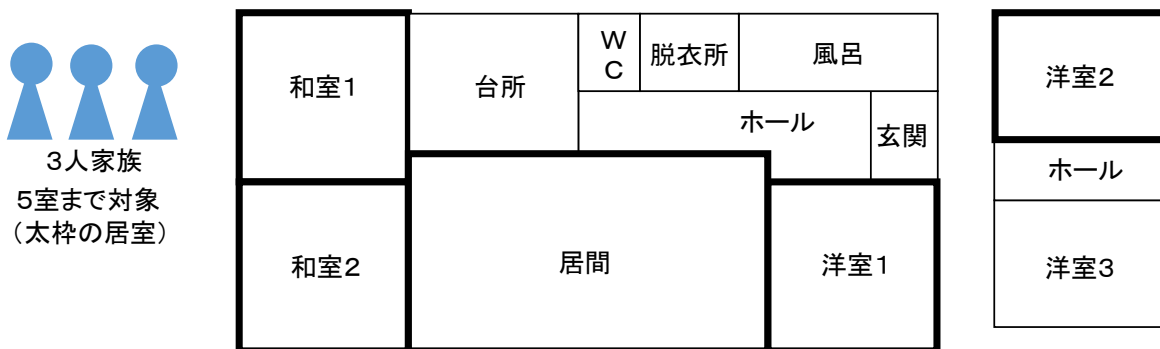 3人家族
5室まで対象
（太枠の居室）
和室1
台所
WC
脱衣所
風呂
ホール
玄関
和室2
居間
洋室1
洋室2
ホール
洋室3